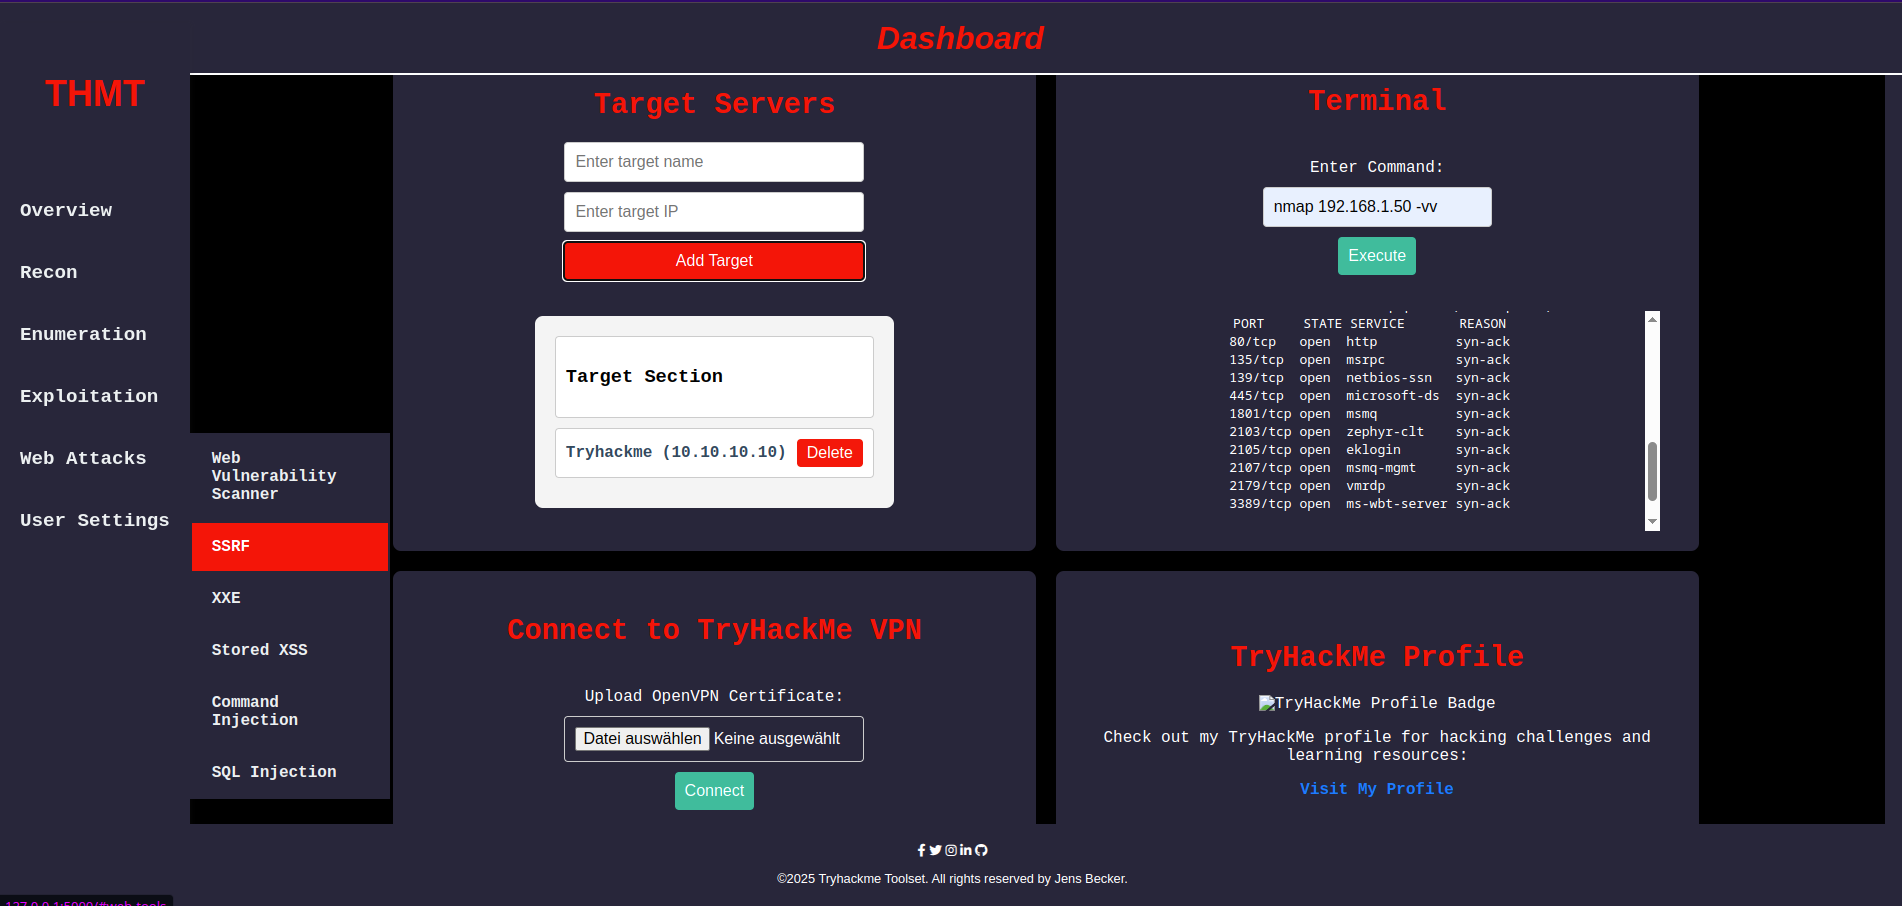 Dashboard
THMT
Overview
Recon
Enumeration
Exploitation
Web Attacks
User Settings
Web
Vulnerability
Scanner
SSRF
XXE
Stored XSS
Command
Injection
SQL Injection
Target Servers
Enter target name
Enter target IP
Add Target
Target Section
Tryhackme (10.10.10.10) Delete
Terminal
Enter Command:
nmap 192.168.1.50 -vv
Execute
PORT STATE SERVICE REASON
80/tcp open http syn-ack
135/tcp open msrpc syn-ack
139/tcp open netbios-ssn syn-ack
445/tcp open microsoft-ds syn-ack
1801/tcp open msmq syn-ack
2103/tcp open zephyr-clt syn-ack
2105/tcp open eklogin syn-ack
2107/tcp open msmq-mgmt syn-ack
2179/tcp open vmrdp syn-ack
3389/tcp open ms-wbt-server syn-ack
Connect to TryHackMe VPN
Upload OpenVPN Certificate:
Datei auswählen Keine ausgewählt
Connect
TryHackMe Profile
TryHackMe Profile Badge
Check out my TryHackMe profile for hacking challenges and
learning resources:
Visit My Profile
©2025 Tryhackme Toolset. All rights reserved by Jens Becker.